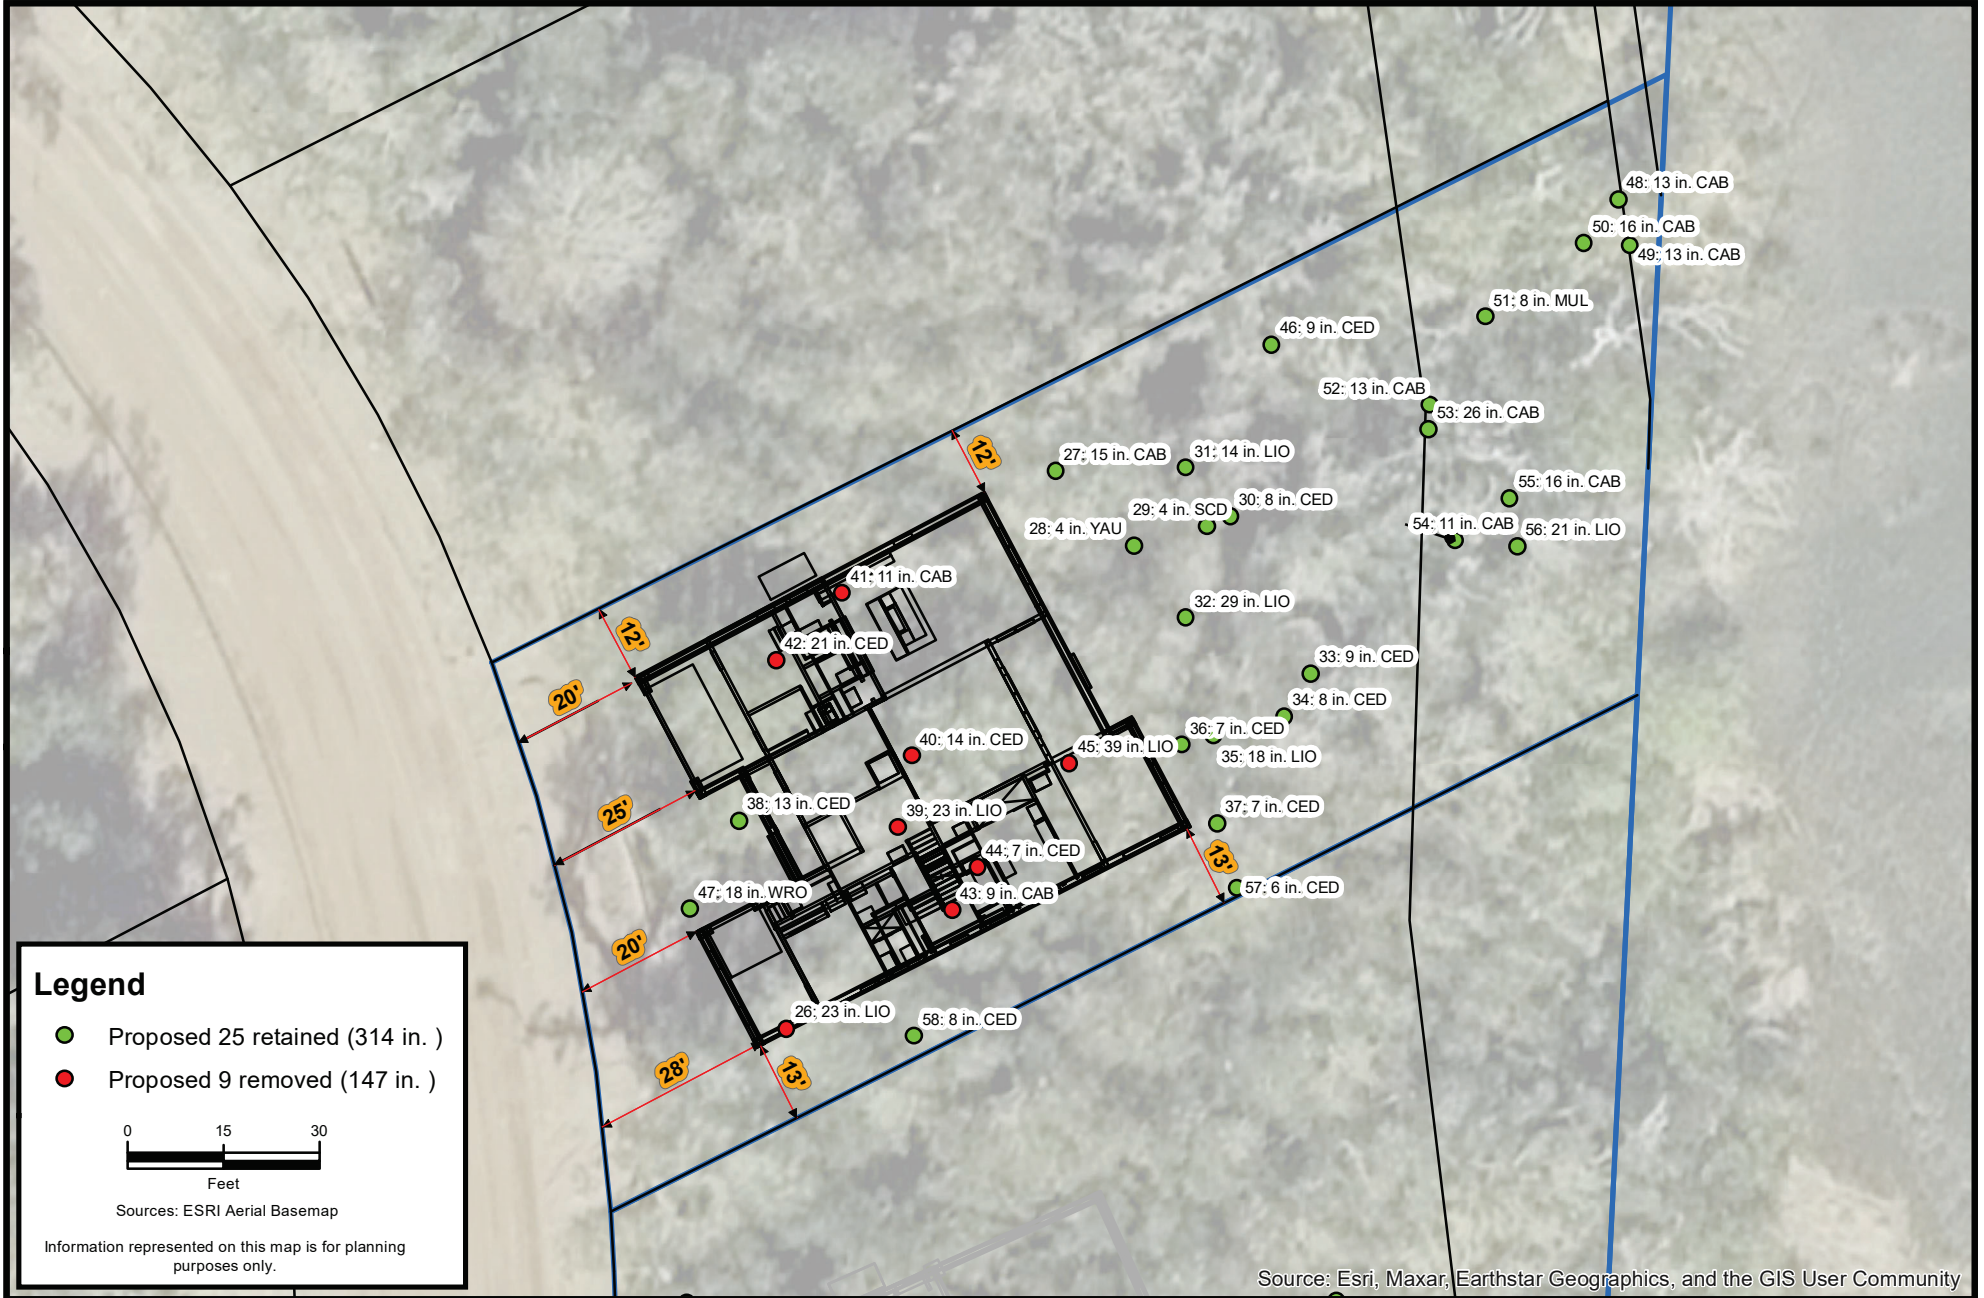 48: 13 in. CAB
50: 16 in. CAB
49: 13 in. CAB
51: 8 in. MUL
46: 9 in. CED
52: 13 in. CAB
53: 26 in. CAB
12'
27: 15 in. CAB
31: 14 in. LIO
55: 16 in. CAB
30: 8 in. CED
29: 4 in. SCD
28: 4 in. YAU
54: 11 in. CAB
56: 21 in. LIO
41: 11 in. CAB
32: 29 in. LIO
12'
42: 21 in. CED
33: 9 in. CED
20'
34: 8 in. CED
36: 7 in. CED
40: 14 in. CED
45: 39 in. LIO
35: 18 in. LIO
25'
38: 13 in. CED
39: 23 in. LIO
37: 7 in. CED
44: 7 in. CED
13'
47: 18 in. WRO
43: 9 in. CAB
57: 6 in. CED
20'
26: 23 in. LIO
58: 8 in. CED
28'
13'
Legend
Proposed 25 retained (314 in. )
Proposed 9 removed (147 in. )
0 15 30
Feet
Sources: ESRI Aerial Basemap
Information represented on this map is for planning
purposes only.
Source: Esri, Maxar, Earthstar Geographics, and the GIS User Community